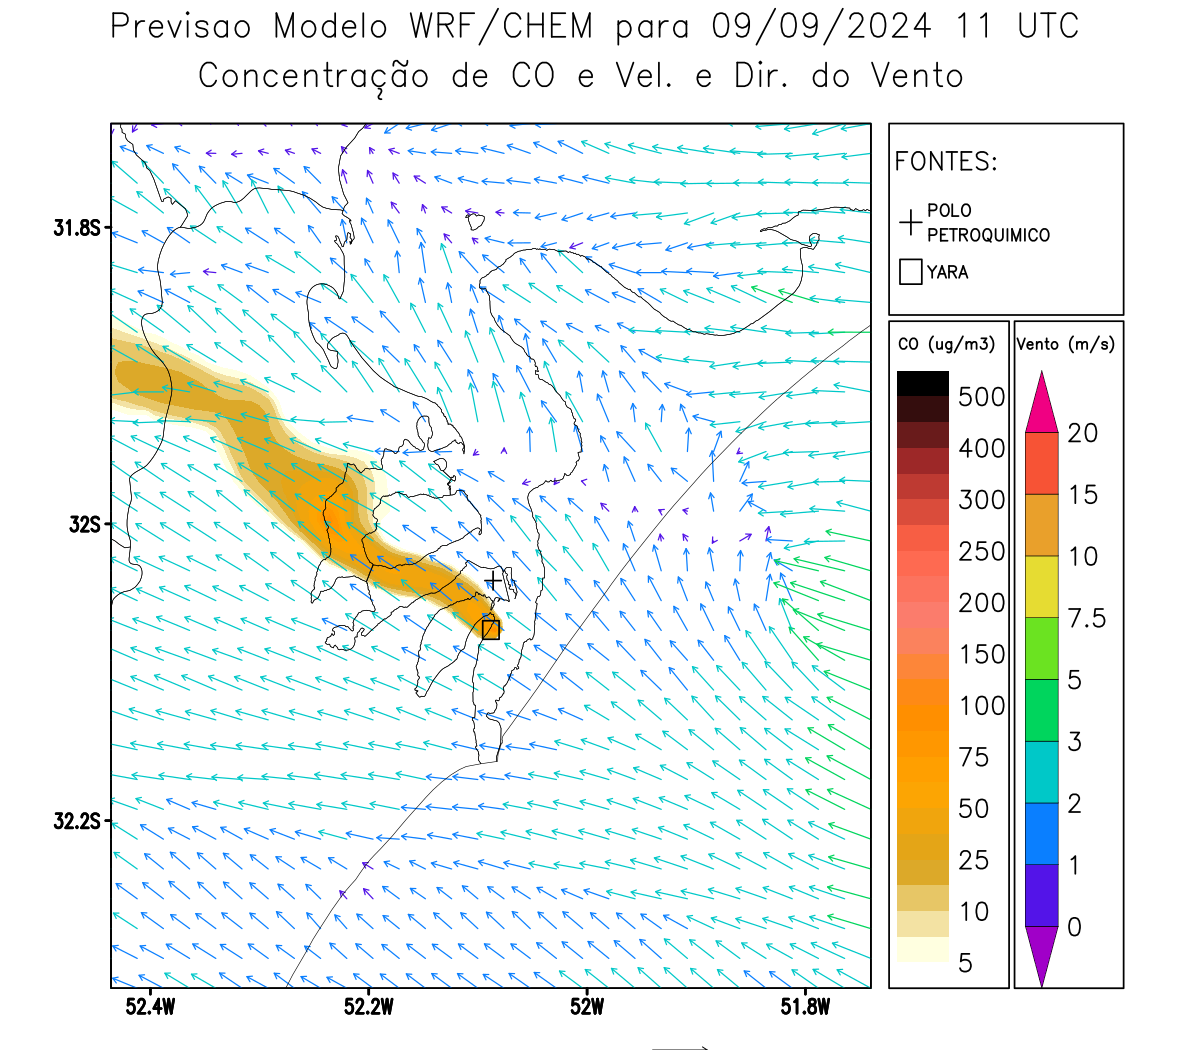 Previsao Modelo WRF/CHEM para 09/09/2024 11 UTC
Concentração de CO e Vel. e Dir. do Vento
FONTES:
POLO
PETROQUIMICO
YARA
CO (ug/m3)
500
400
300
250
200
150
100
75
50
25
10
5
Vento (m/s)
20
15
10
7.5
5
3
2
1
0
31.8S
32S
32.2S
52.4W
52.2W
52W
51.8W